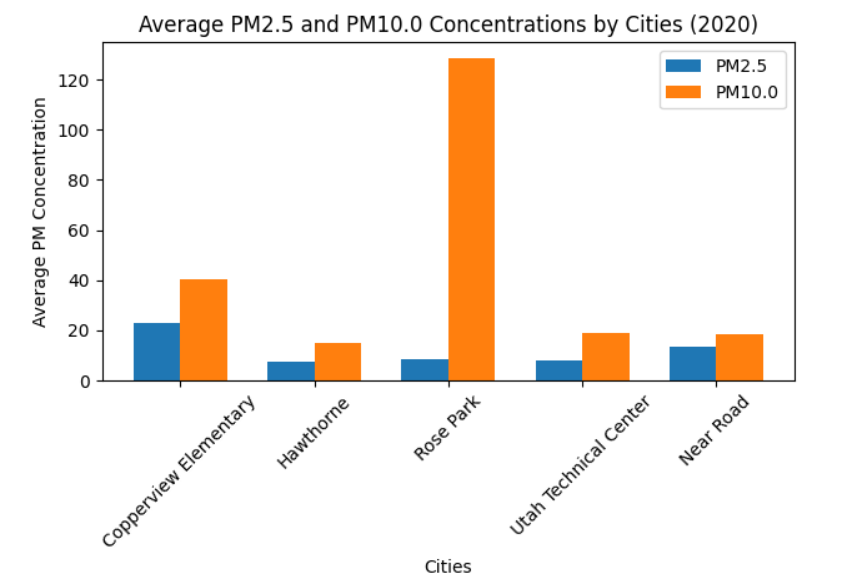 Average PM2.5 and PM10.0 Concentrations by Cities (2020)
PM2.5
PM10.0
Average PM Concentration
120
100
80
60
40
20
0
Copperview Elementary
Hawthorne
Rose Park
Utah Technical Center
Near Road
Cities